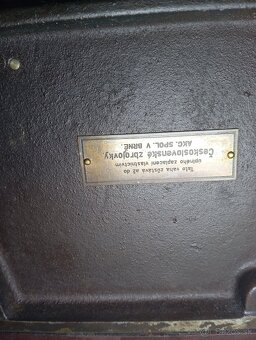 Tato váha zůstává až do
úplného zaplacení vlastnictvím
Československé zbrojovky
AKC. SPOL. V BRNĚ.